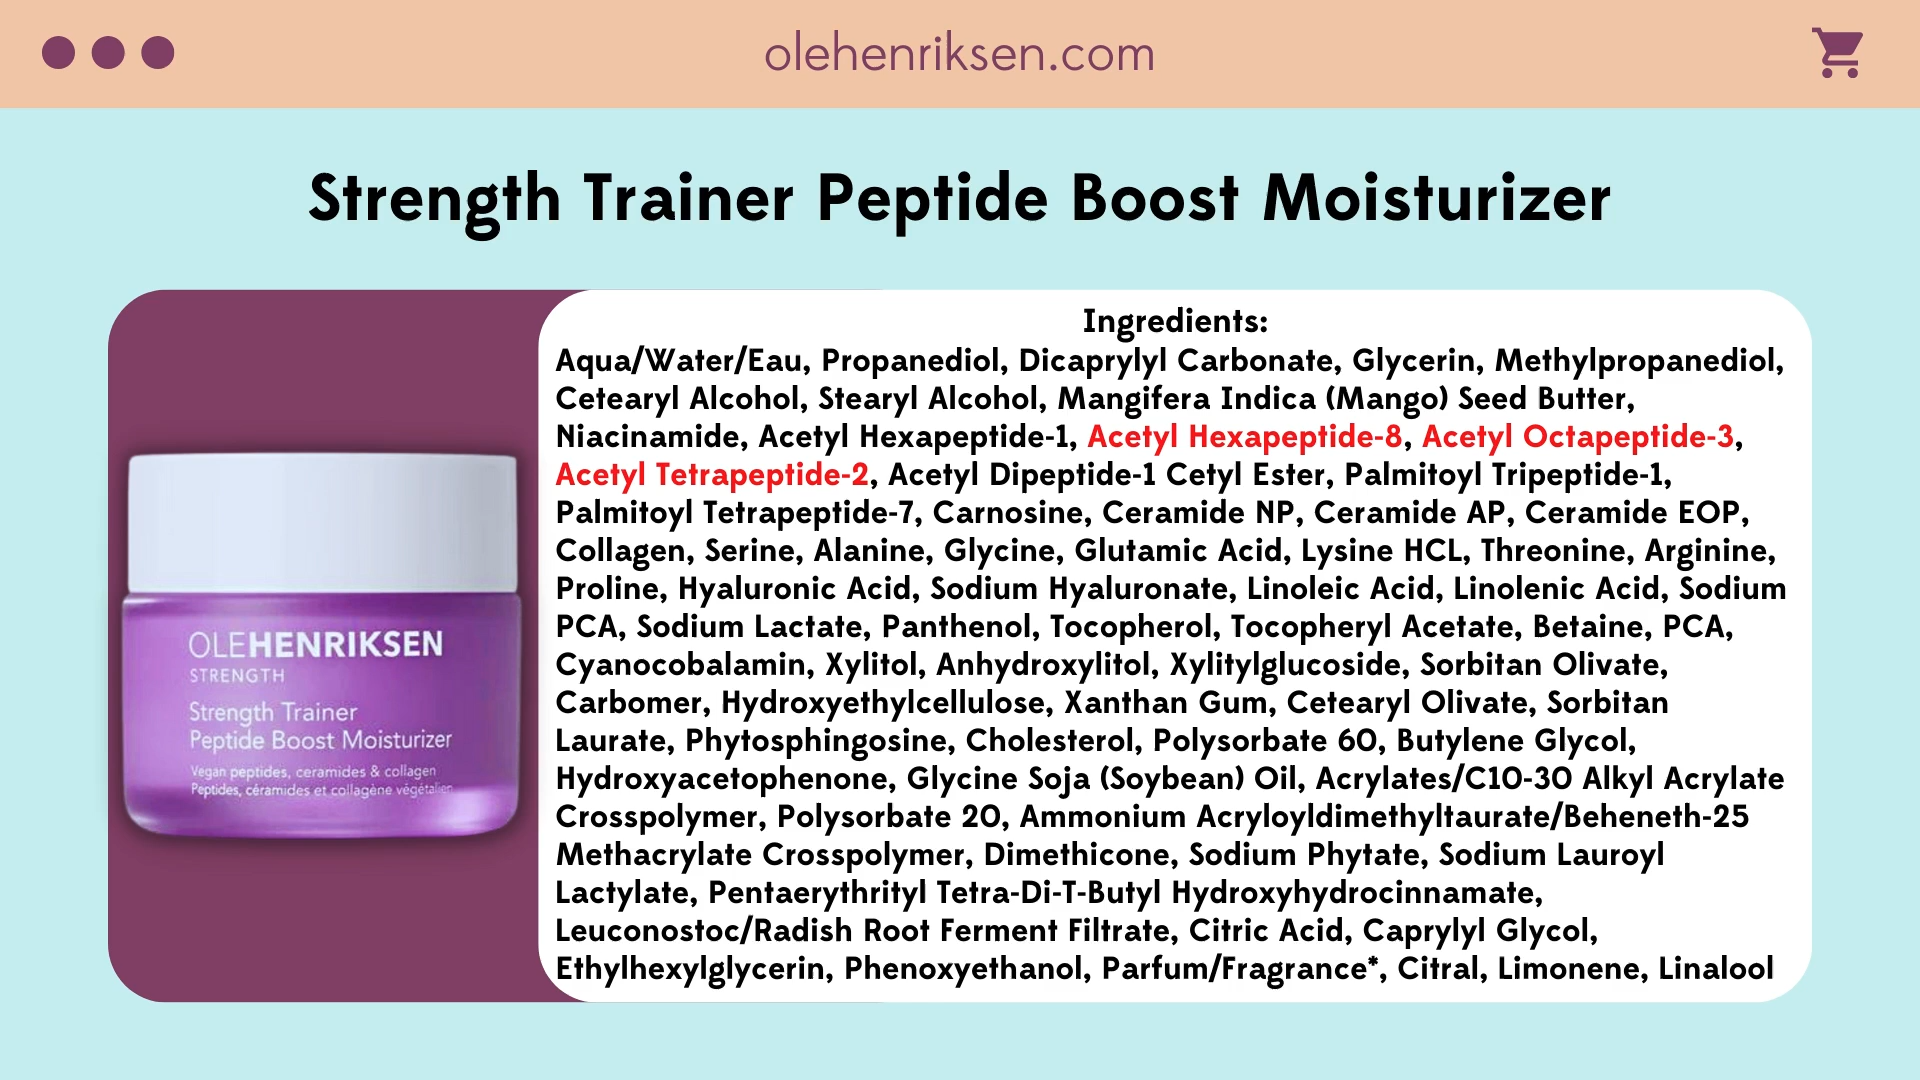 olehenriksen.com
Strength Trainer Peptide Boost Moisturizer
OLEHENRIKSEN
STRENGTH
Strength Trainer
Peptide Boost Moisturizer
Vegan peptides, ceramides & collagen
Peptides, céramides et collagène végétalien
Ingredients:
Aqua/Water/Eau, Propanediol, Dicaprylyl Carbonate, Glycerin, Methylpropanediol,
Cetearyl Alcohol, Stearyl Alcohol, Mangifera Indica (Mango) Seed Butter,
Niacinamide, Acetyl Hexapeptide-1, Acetyl Hexapeptide-8, Acetyl Octapeptide-3,
Acetyl Tetrapeptide-2, Acetyl Dipeptide-1 Cetyl Ester, Palmitoyl Tripeptide-1,
Palmitoyl Tetrapeptide-7, Carnosine, Ceramide NP, Ceramide AP, Ceramide EOP,
Collagen, Serine, Alanine, Glycine, Glutamic Acid, Lysine HCL, Threonine, Arginine,
Proline, Hyaluronic Acid, Sodium Hyaluronate, Linoleic Acid, Linolenic Acid, Sodium
PCA, Sodium Lactate, Panthenol, Tocopherol, Tocopheryl Acetate, Betaine, PCA,
Cyanocobalamin, Xylitol, Anhydroxylitol, Xylitylglucoside, Sorbitan Olivate,
Carbomer, Hydroxyethylcellulose, Xanthan Gum, Cetearyl Olivate, Sorbitan
Laurate, Phytosphingosine, Cholesterol, Polysorbate 60, Butylene Glycol,
Hydroxyacetophenone, Glycine Soja (Soybean) Oil, Acrylates/C10-30 Alkyl Acrylate
Crosspolymer, Polysorbate 20, Ammonium Acryloyldimethyltaurate/Beheneth-25
Methacrylate Crosspolymer, Dimethicone, Sodium Phytate, Sodium Lauroyl
Lactylate, Pentaerythrityl Tetra-Di-T-Butyl Hydroxyhydrocinnamate,
Leuconostoc/Radish Root Ferment Filtrate, Citric Acid, Caprylyl Glycol,
Ethylhexylglycerin, Phenoxyethanol, Parfum/Fragrance*, Citral, Limonene, Linalool